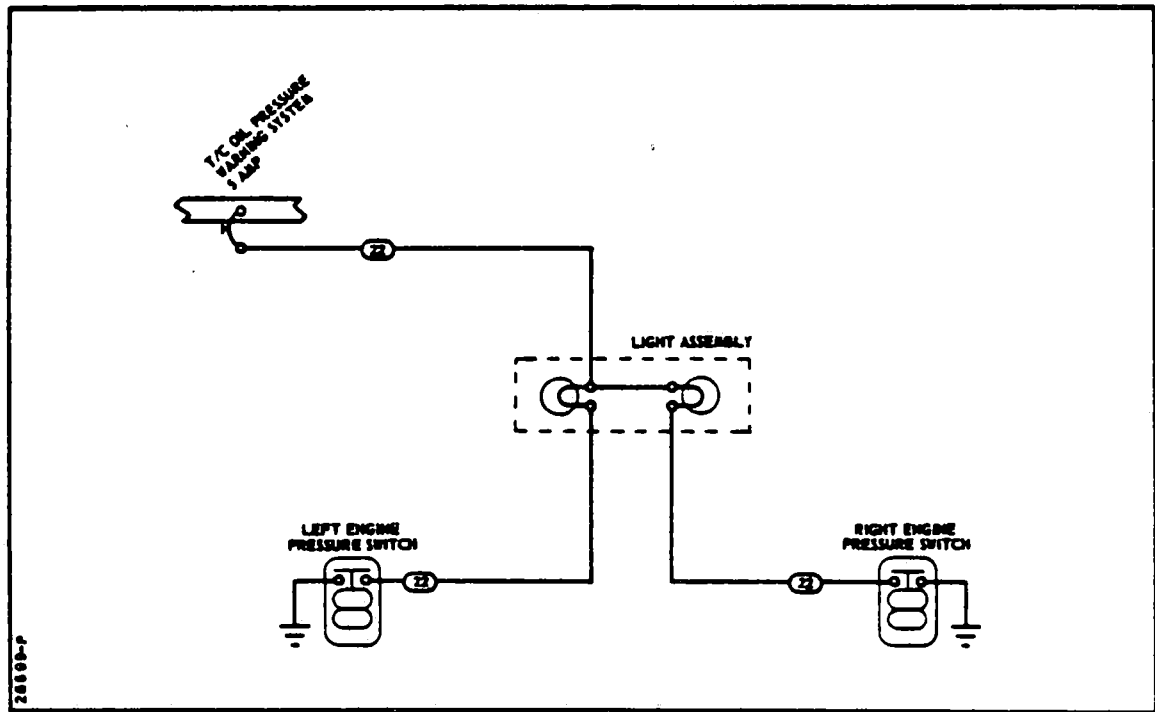 T/C OIL PRESSURE
WARNING SYSTEM
5 AMP
22
LIGHT ASSEMBLY
LEFT ENGINE
PRESSURE SWITCH
22
RIGHT ENGINE
PRESSURE SWITCH
22